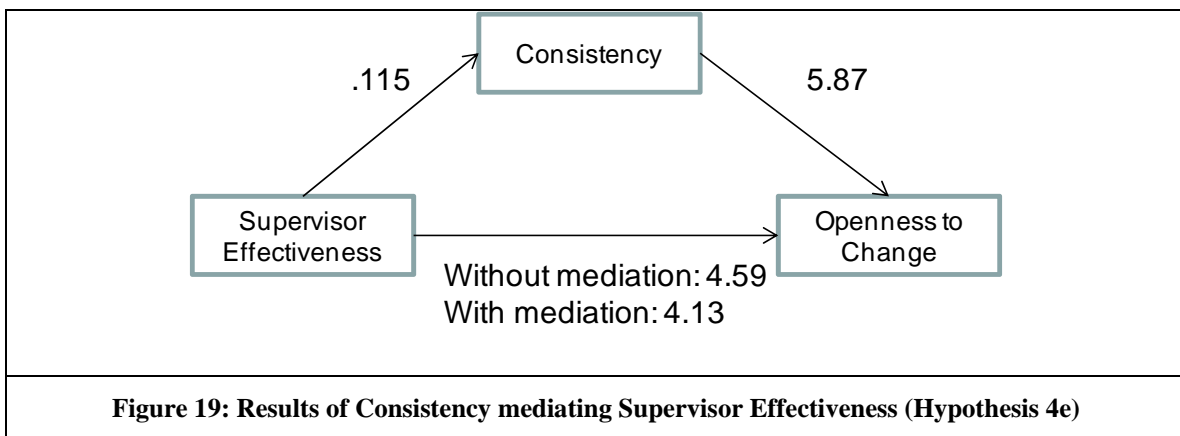 Consistency
.115
5.87
Supervisor
Effectiveness
Openness to
Change
Without mediation: 4.59
With mediation: 4.13
Figure 19: Results of Consistency mediating Supervisor Effectiveness (Hypothesis 4e)